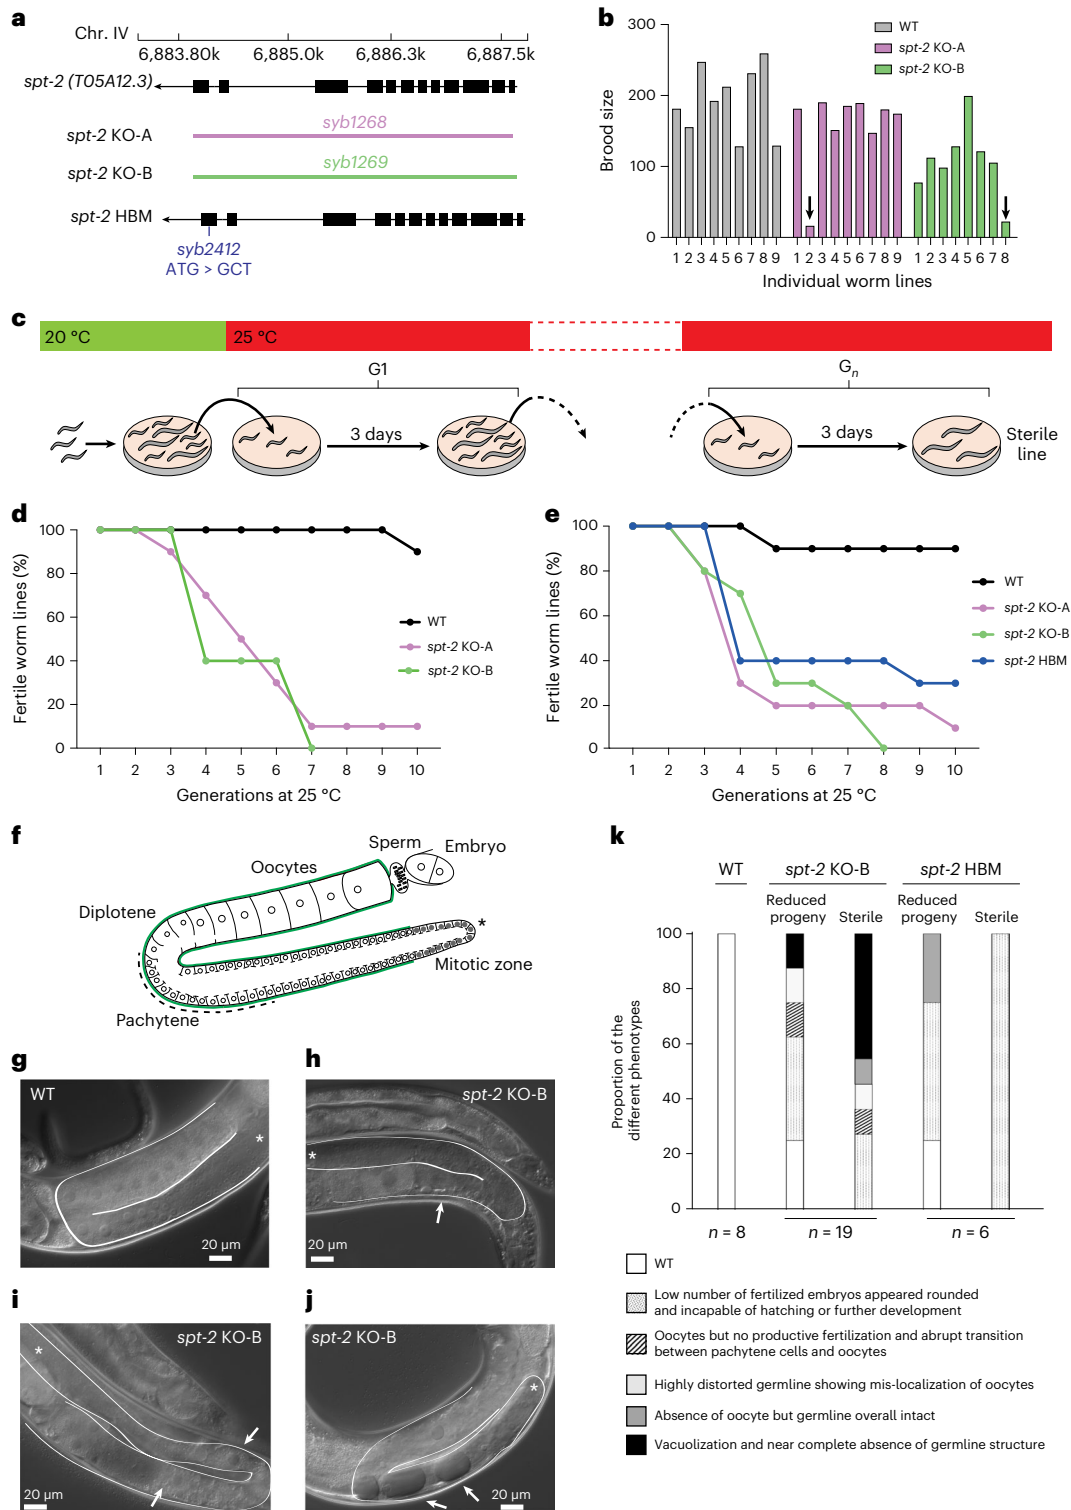 a
Chr. IV
6,883.80k 6,885.0k 6,886.3k 6,887.5k
spt-2 (T05A12.3)
syb1268
spt-2 KO-A
syb1269
spt-2 KO-B
spt-2 HBM
syb2412
ATG > GCT
b
Brood size
300
200
100
0
WT
spt-2 KO-A
spt-2 KO-B
1 2 3 4 5 6 7 8 9 1 2 3 4 5 6 7 8 9 1 2 3 4 5 6 7 8
Individual worm lines
c
20 °C 25 °C
G1 Gn
3 days 3 days
Sterile
line
d
Fertile worm lines (%)
100
80
60
40
20
0
WT
spt-2 KO-A
spt-2 KO-B
1 2 3 4 5 6 7 8 9 10
Generations at 25 °C
e
Fertile worm lines (%)
100
80
60
40
20
0
WT
spt-2 KO-A
spt-2 KO-B
spt-2 HBM
1 2 3 4 5 6 7 8 9 10
Generations at 25 °C
f
Sperm
Embryo
Oocytes
Diplotene
*
Mitotic zone
Pachytene
g
WT
*
20 µm
h
spt-2 KO-B
*
20 µm
i
spt-2 KO-B
*
20 µm
j
spt-2 KO-B
*
20 µm
k
WT spt-2 KO-B spt-2 HBM
Reduced
progeny
Sterile
Reduced
progeny
Sterile
Proportion of the
different phenotypes
100
80
60
40
20
0
n = 8 n = 19 n = 6
WT
Low number of fertilized embryos appeared rounded
and incapable of hatching or further development
Oocytes but no productive fertilization and abrupt transition
between pachytene cells and oocytes
Highly distorted germline showing mis-localization of oocytes
Absence of oocyte but germline overall intact
Vacuolization and near complete absence of germline structure